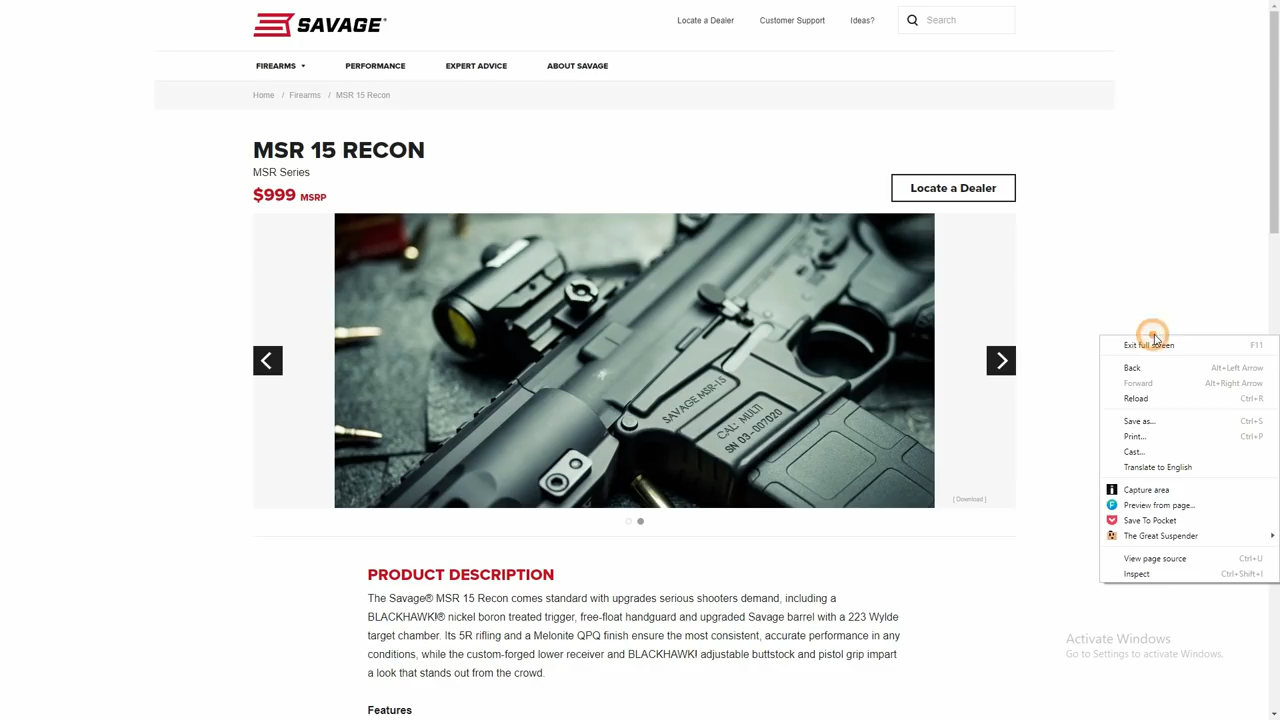 SAVAGE®
Locate a Dealer Customer Support Ideas? Search
FIREARMS PERFORMANCE EXPERT ADVICE ABOUT SAVAGE
Home / Firearms / MSR 15 Recon
MSR 15 RECON
MSR Series
$999 MSRP
Locate a Dealer
SAVAGE MSR-15
CAL: MULTI
SN 03-007020
[ Download ]
PRODUCT DESCRIPTION
The Savage® MSR 15 Recon comes standard with upgrades serious shooters demand, including a
BLACKHAWK!® nickel boron treated trigger, free-float handguard and upgraded Savage barrel with a 223 Wylde
target chamber. Its 5R rifling and a Melonite QPQ finish ensure the most consistent, accurate performance in any
conditions, while the custom-forged lower receiver and BLACKHAWK! adjustable buttstock and pistol grip impart
a look that stands out from the crowd.
Features
Exit full screen F11
Back Alt+Left Arrow
Forward Alt+Right Arrow
Reload Ctrl+R
Save as... Ctrl+S
Print... Ctrl+P
Cast...
Translate to English
Capture area
Preview from page...
Save To Pocket
The Great Suspender
View page source Ctrl+U
Inspect Ctrl+Shift+I
Activate Windows
Go to Settings to activate Windows.